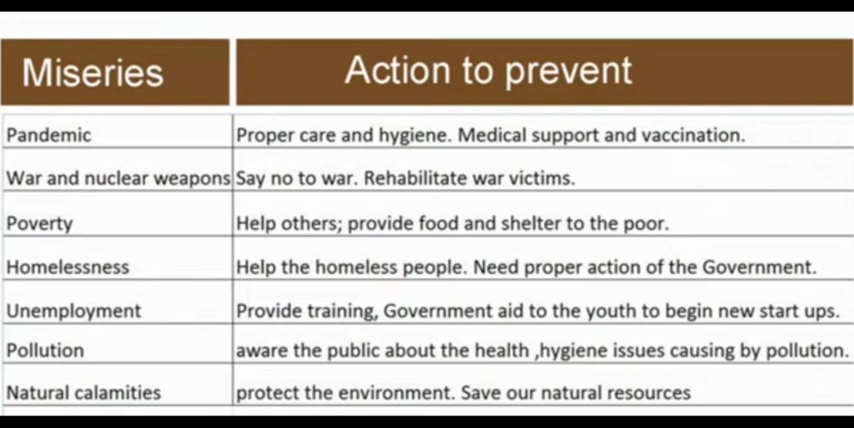 Miseries Action to prevent
Pandemic Proper care and hygiene. Medical support and vaccination.
War and nuclear weapons Say no to war. Rehabilitate war victims.
Poverty Help others; provide food and shelter to the poor.
Homelessness Help the homeless people. Need proper action of the Government.
Unemployment Provide training, Government aid to the youth to begin new start ups.
Pollution aware the public about the health ,hygiene issues causing by pollution.
Natural calamities protect the environment. Save our natural resources